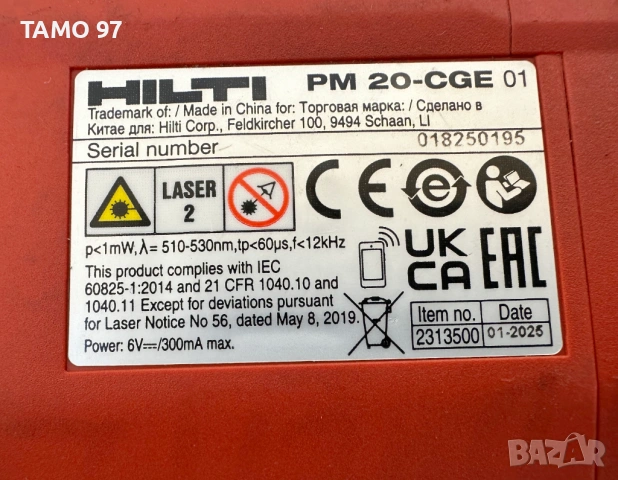 TAMO 97
HILTI PM 20-CGE 01
Trademark of: / Made in China for: Торговая марка: / Сделано в
Китае для: Hilti Corp., Feldkircher 100, 9494 Schaan, LI
Serial number 018250195
LASER
2
CE e
p<1mW, λ= 510-530nm, tp<60µs, f<12kHz
This product complies with IEC
60825-1:2014 and 21 CFR 1040.10 and
1040.11 Except for deviations pursuant
for Laser Notice No 56, dated May 8, 2019.
Power: 6V⎓/300mA max.
UK
CA
EAC
Item no. Date
2313500 01-2025
BAZAR
bg